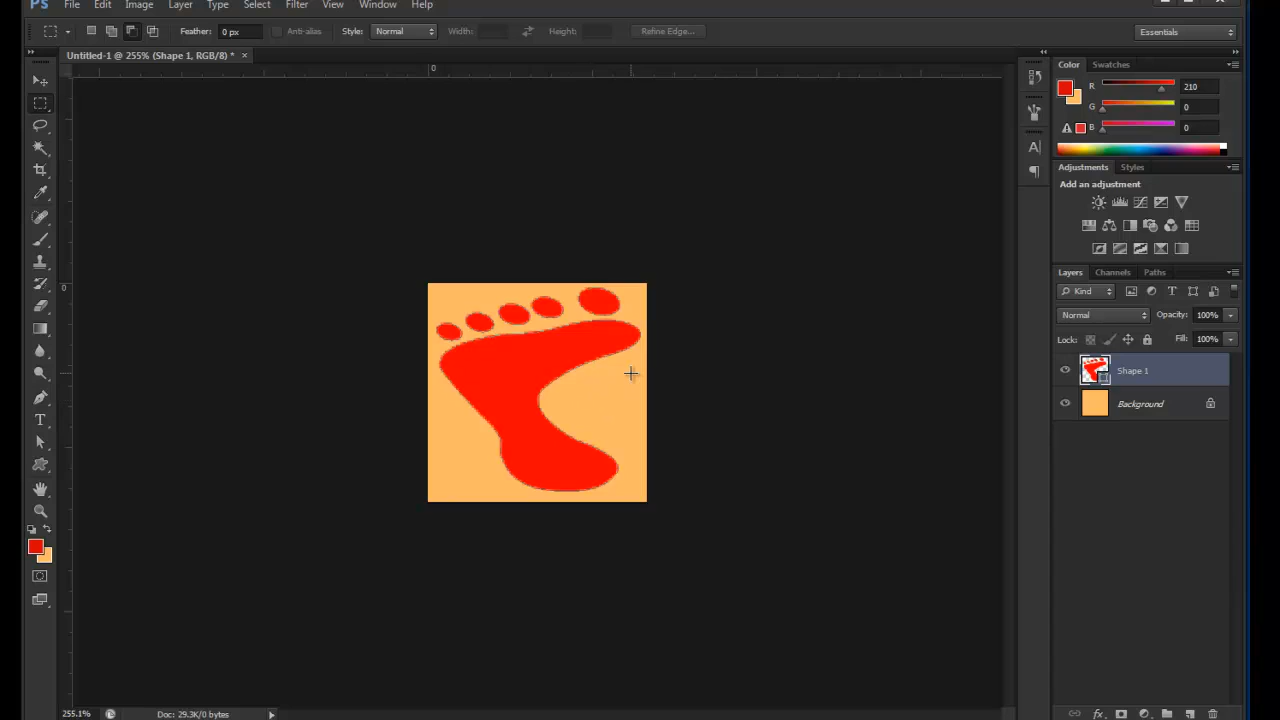 Ps File Edit Image Layer Type Select Filter View Window Help
Feather: 0 px Anti-alias Style: Normal Width: Height: Refine Edge... Essentials
Untitled-1 @ 255% (Shape 1, RGB/8) * ×
0
0
Color Swatches
R 210
G 0
B 0
Adjustments Styles
Add an adjustment
Layers Channels Paths
Kind
Normal Opacity: 100%
Lock: Fill: 100%
Shape 1
Background
255.1% Doc: 29.3K/0 bytes